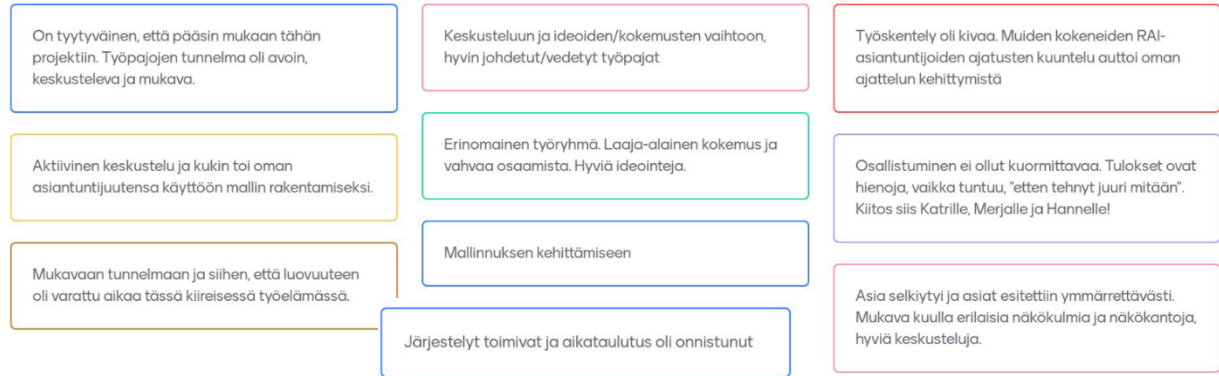 On tyytyväinen, että pääsin mukaan tähän
projektiin. Työpajojen tunnelma oli avoin,
keskusteleva ja mukava.
Aktiivinen keskustelu ja kukin toi oman
asiantuntijuutensa käyttöön mallin rakentamiseksi.
Mukavaan tunnelmaan ja siihen, että luovuuteen
oli varattu aikaa tässä kiireisessä työelämässä.
Keskusteluun ja ideoiden/kokemusten vaihtoon,
hyvin johdetut/vedetyt työpajat
Erinomainen työryhmä. Laaja-alainen kokemus ja
vahvaa osaamista. Hyviä ideointeja.
Mallinnuksen kehittämiseen
Järjestelyt toimivat ja aikataulutus oli onnistunut
Työskentely oli kivaa. Muiden kokeneiden RAI-
asiantuntijoiden ajatusten kuuntelu auttoi oman
ajattelun kehittymistä
Osallistuminen ei ollut kuormittavaa. Tulokset ovat
hienoja, vaikka tuntuu, "etten tehnyt juuri mitään".
Kiitos siis Katrille, Merjalle ja Hannelle!
Asia selkiytyi ja asiat esitettiin ymmärrettävästi.
Mukava kuulla erilaisia näkökulmia ja näkökantoja,
hyviä keskusteluja.